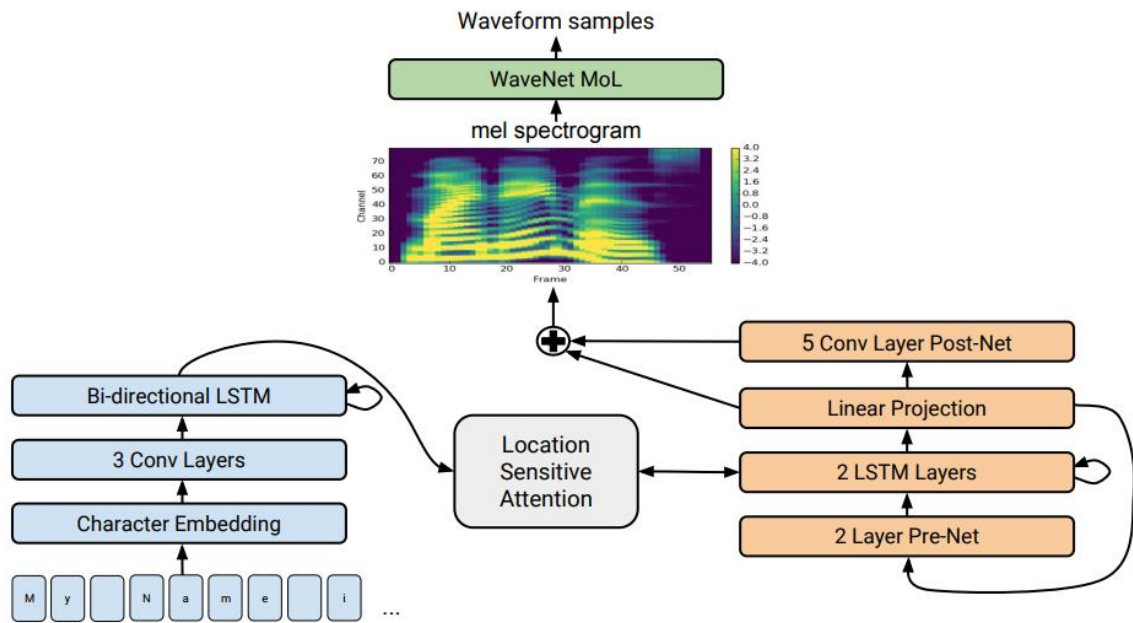 Waveform samples
WaveNet MoL
mel spectrogram
70
60
50
40
30
20
10
0
Channel
0 10 20 30 40 50
Frame
4.0
3.2
2.4
1.6
0.8
0.0
−0.8
−1.6
−2.4
−3.2
−4.0
5 Conv Layer Post-Net
Bi-directional LSTM
Linear Projection
3 Conv Layers
Location
Sensitive
Attention
2 LSTM Layers
Character Embedding
2 Layer Pre-Net
M y N a m e i ...